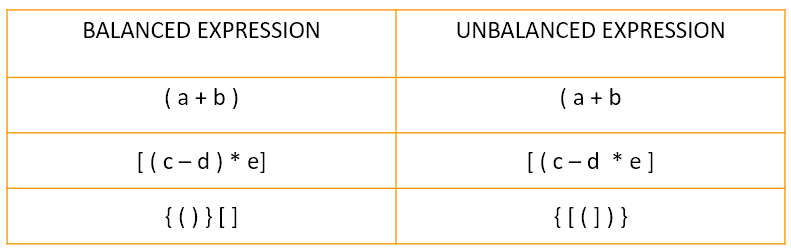 BALANCED EXPRESSION UNBALANCED EXPRESSION
( a + b ) ( a + b
[ ( c – d ) * e ] [ ( c – d * e ]
{ ( ) } [ ] { [ ( ] ) }